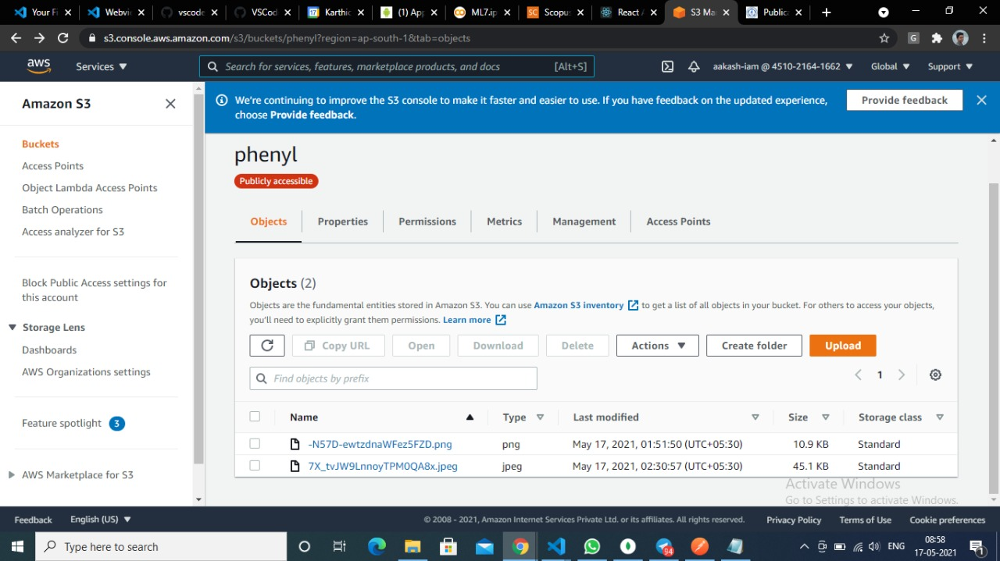 Your Fi
Webvie
vscode
VSCod
Karthic
(1) App
ML7.ip
Scopus
React /
S3 Ma
Publica
s3.console.aws.amazon.com/s3/buckets/phenyl?region=ap-south-1&tab=objects
G
aws
Services
Search for services, features, marketplace products, and docs
[Alt+S]
aakash-iam @ 4510-2164-1662
Global
Support
Amazon S3
We're continuing to improve the S3 console to make it faster and easier to use. If you have feedback on the updated experience,
choose Provide feedback.
Provide feedback
Buckets
Access Points
Object Lambda Access Points
Batch Operations
Access analyzer for S3
Block Public Access settings for
this account
Storage Lens
Dashboards
AWS Organizations settings
Feature spotlight 3
AWS Marketplace for S3
phenyl
Publicly accessible
Objects
Properties
Permissions
Metrics
Management
Access Points
Objects (2)
Objects are the fundamental entities stored in Amazon S3. You can use Amazon S3 inventory to get a list of all objects in your bucket. For others to access your objects,
you'll need to explicitly grant them permissions. Learn more
Copy URL
Open
Download
Delete
Actions
Create folder
Upload
Find objects by prefix
1
Name
Type
Last modified
Size
Storage class
-N57D-ewtzdnaWFez5FZD.png
png
May 17, 2021, 01:51:50 (UTC+05:30)
10.9 KB
Standard
7X_tvJW9LnnoyTPM0QA8x.jpeg
jpeg
May 17, 2021, 02:30:57 (UTC+05:30)
45.1 KB
Standard
Activate Windows
Go to Settings to activate Windows.
Feedback
English (US)
© 2008 - 2021, Amazon Internet Services Private Ltd. or its affiliates. All rights reserved.
Privacy Policy
Terms of Use
Cookie preferences
Type here to search
94
ENG
08:58
17-05-2021
1